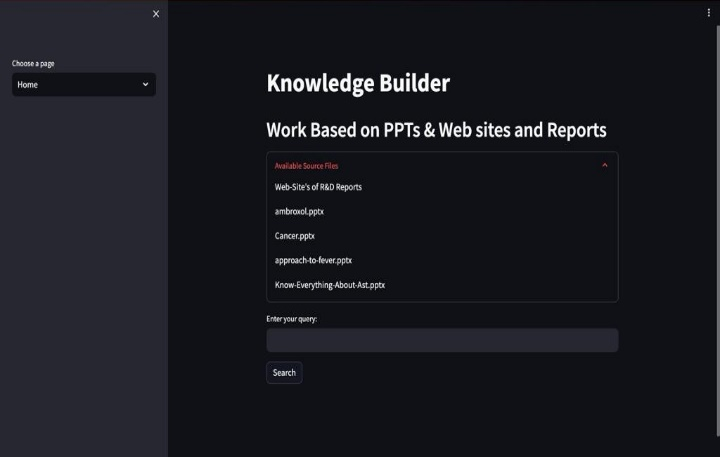 Choose a page
Home
Knowledge Builder
Work Based on PPTs & Web sites and Reports
Available Source Files
Web-Site's of R&D Reports
ambroxol.pptx
Cancer.pptx
approach-to-fever.pptx
Know-Everything-About-Ast.pptx
Enter your query:
Search